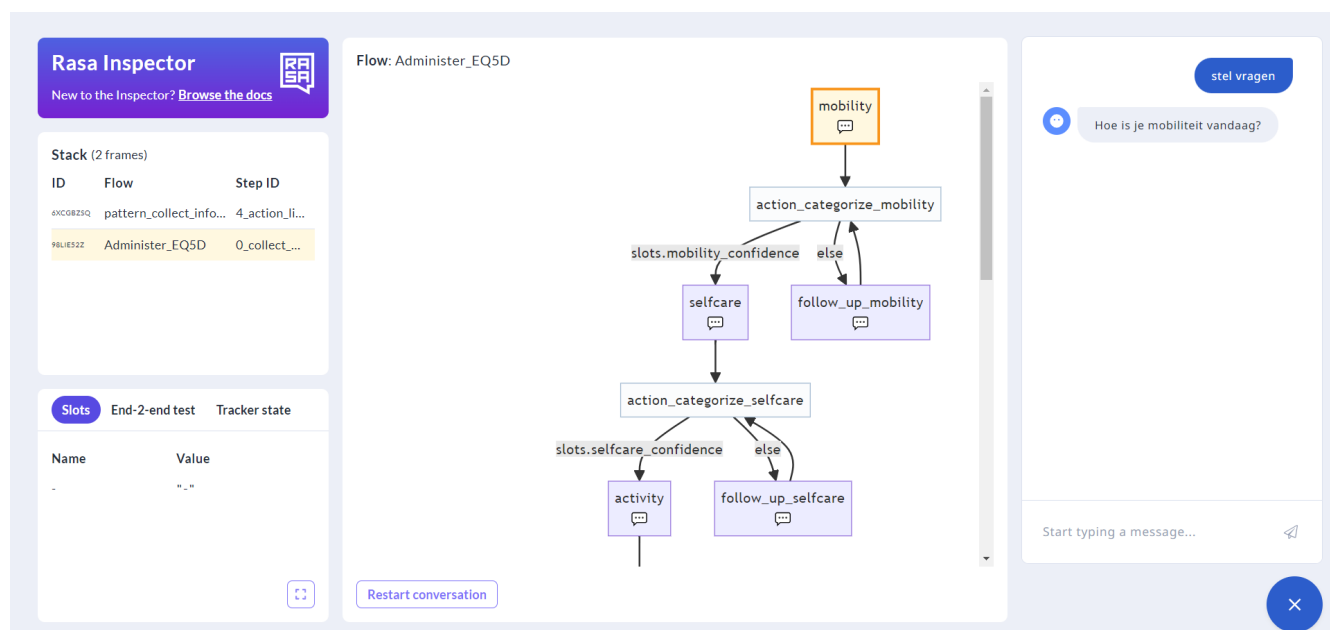 Rasa Inspector
New to the Inspector? Browse the docs
RA
SA
Stack (2 frames)
ID Flow Step ID
6XCGBZSQ pattern_collect_info... 4_action_li...
98LIE52Z Administer_EQ5D 0_collect_...
Slots End-2-end test Tracker state
Name Value
- "-"
Flow: Administer_EQ5D
mobility
action_categorize_mobility
slots.mobility_confidence else
selfcare follow_up_mobility
action_categorize_selfcare
slots.selfcare_confidence else
activity follow_up_selfcare
Restart conversation
stel vragen
Hoe is je mobiliteit vandaag?
Start typing a message...